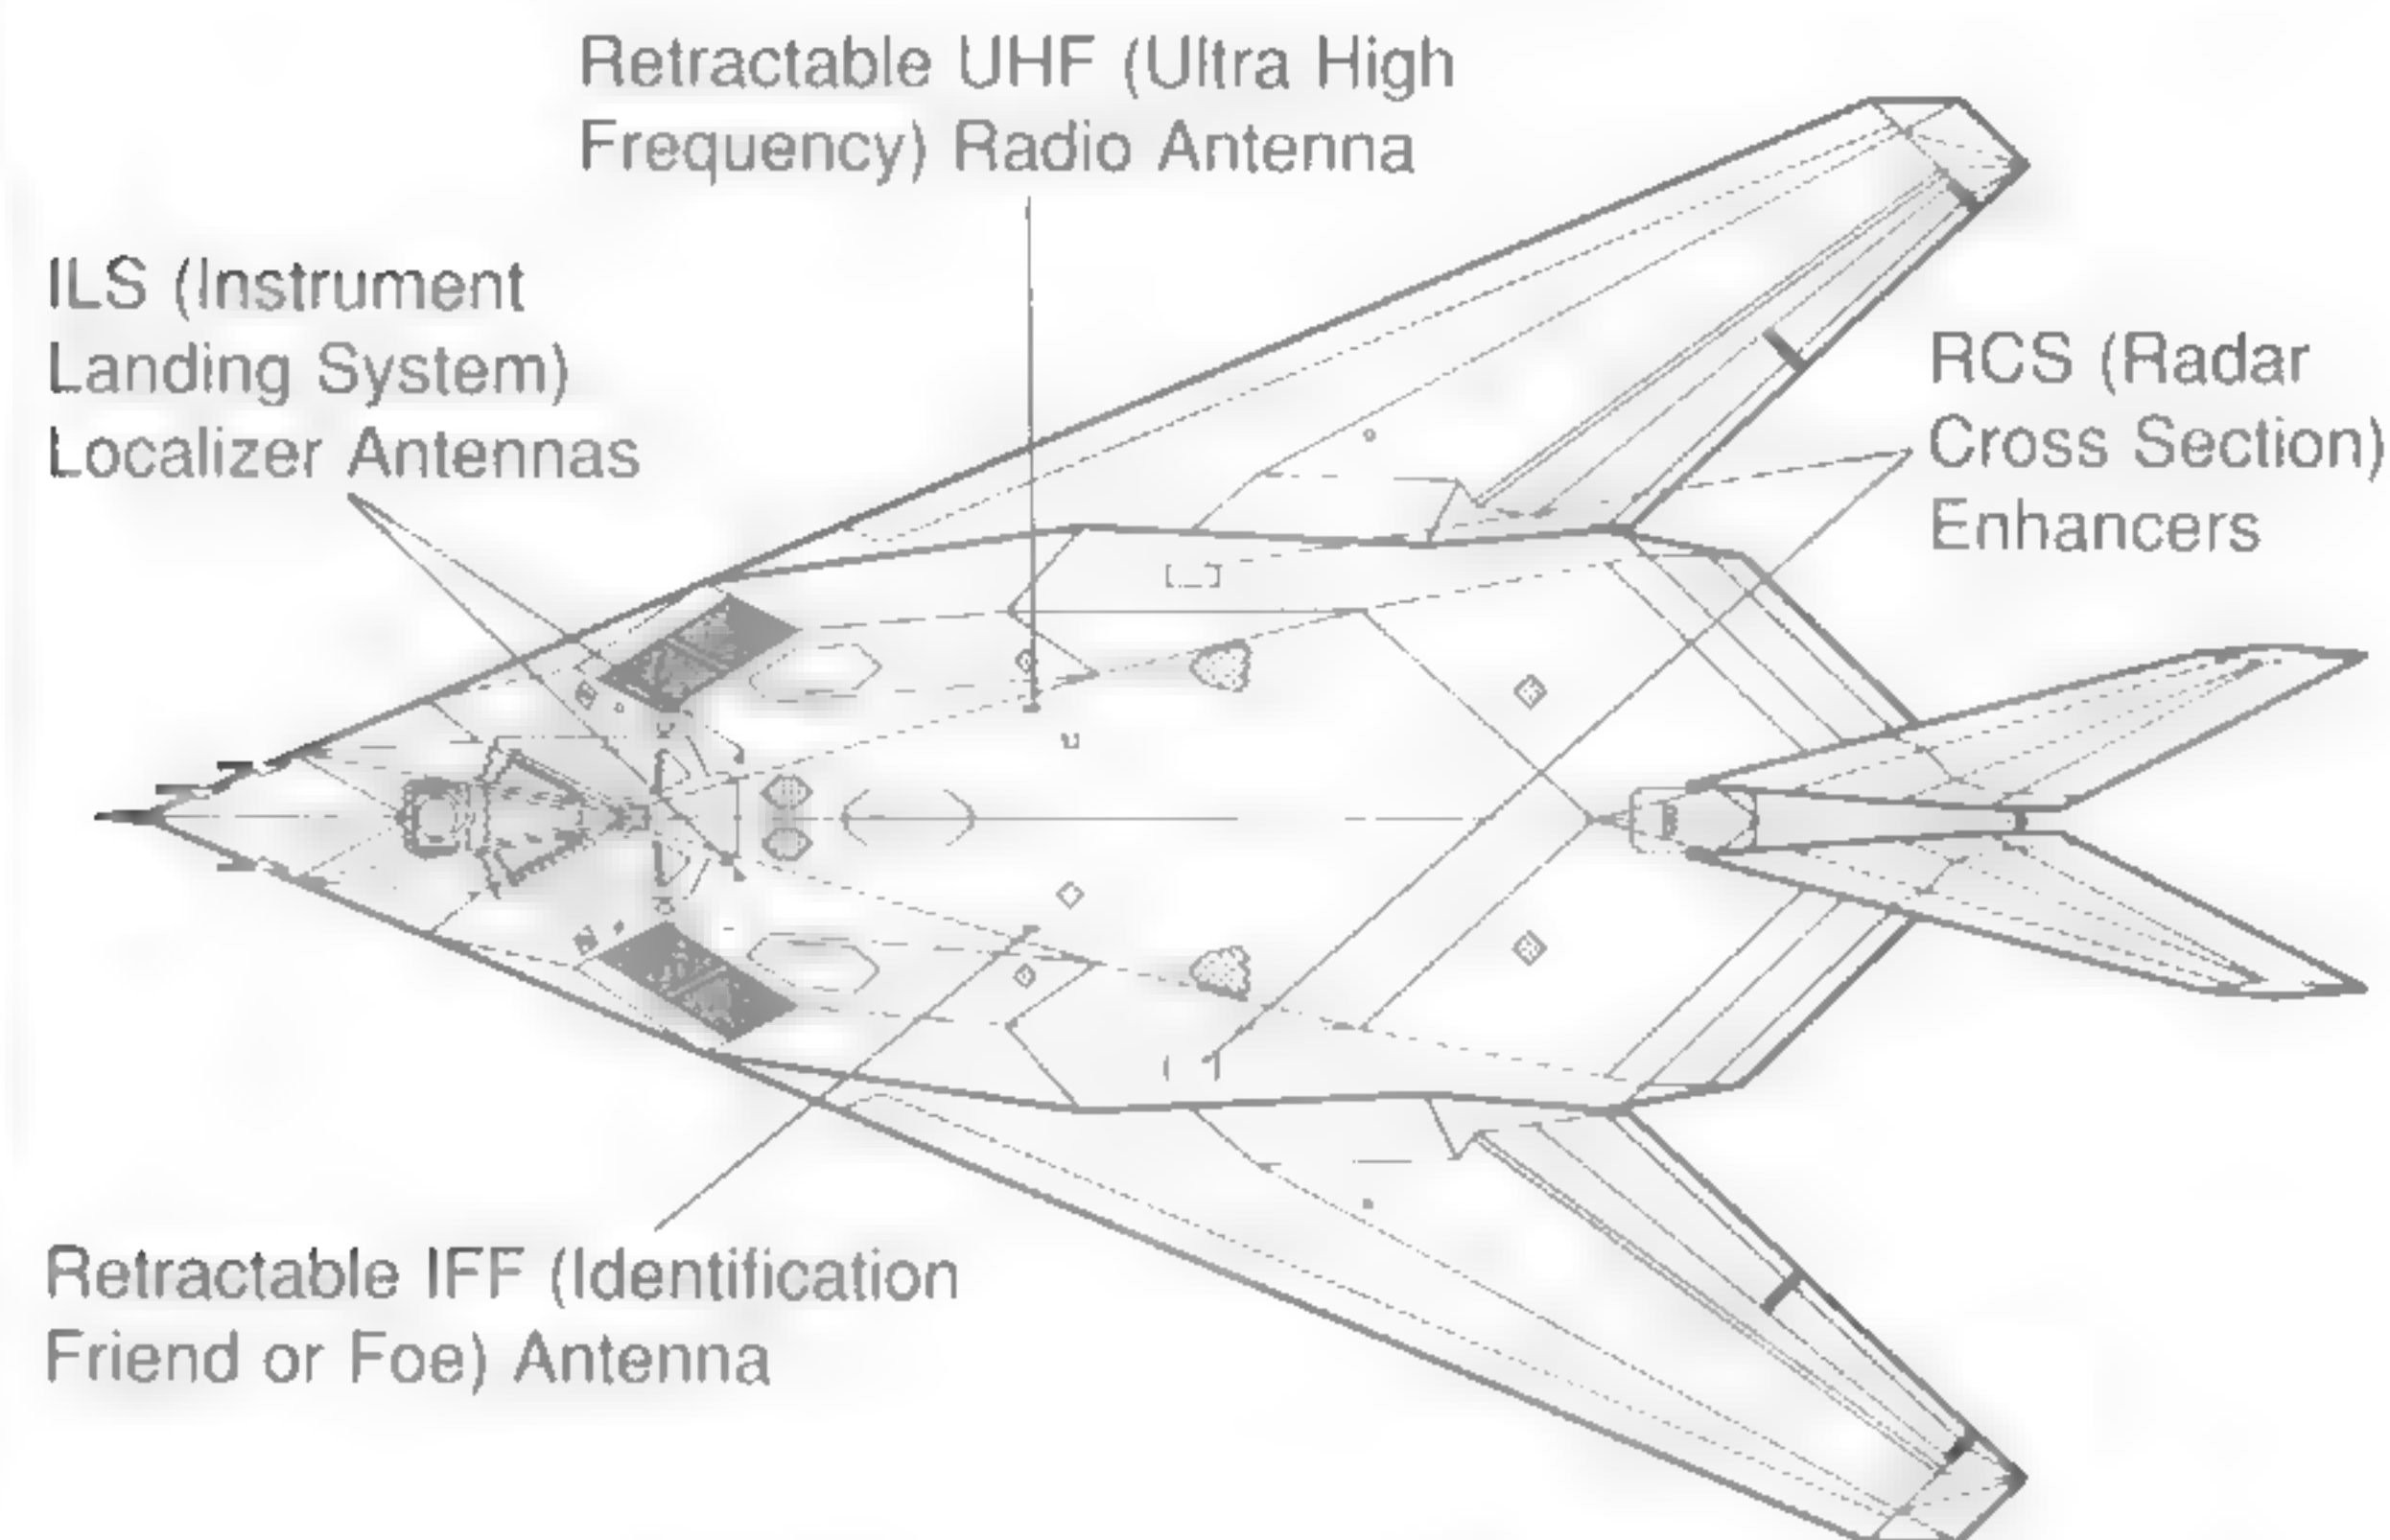 Retractable UHF (Ultra High
Frequency) Radio Antenna
ILS (Instrument
Landing System)
Localizer Antennas
RCS (Radar
Cross Section)
Enhancers
Retractable IFF (Identification
Friend or Foe) Antenna